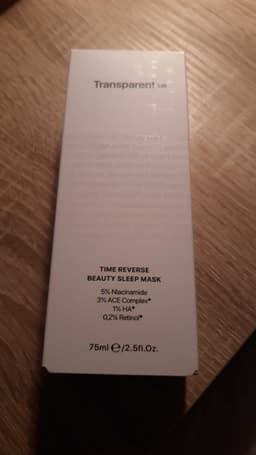 Transparent Lab
TIME REVERSE
BEAUTY SLEEP MASK
5% Niacinamide
3% ACE Complex*
1% HA*
0,2% Retinol*
75ml ℮/2.5fl.Oz.